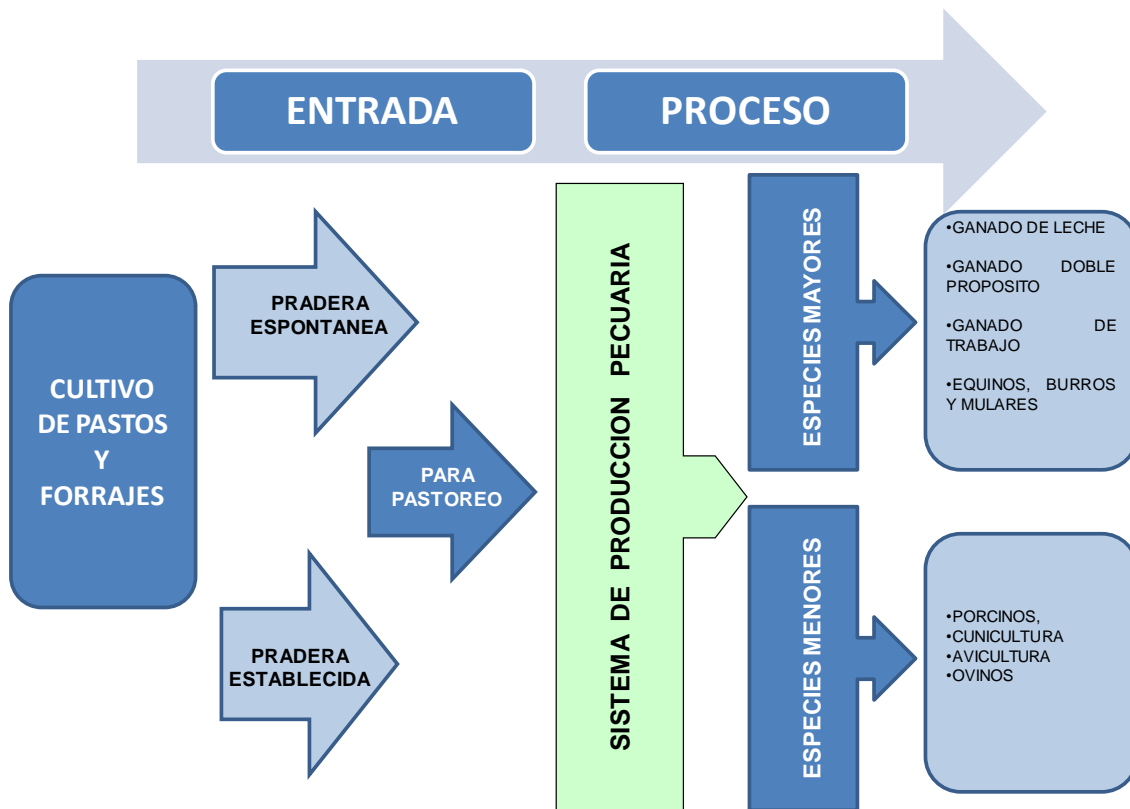 ENTRADA
PROCESO
CULTIVO
DE PASTOS
Y
FORRAJES
PRADERA
ESPONTANEA
PARA
PASTOREO
PRADERA
ESTABLECIDA
SISTEMA DE PRODUCCION PECUARIA
ESPECIES MAYORES
•GANADO DE LECHE
•GANADO DOBLE
PROPOSITO
•GANADO DE
TRABAJO
•EQUINOS, BURROS
Y MULARES
ESPECIES MENORES
•PORCINOS,
•CUNICULTURA
•AVICULTURA
•OVINOS